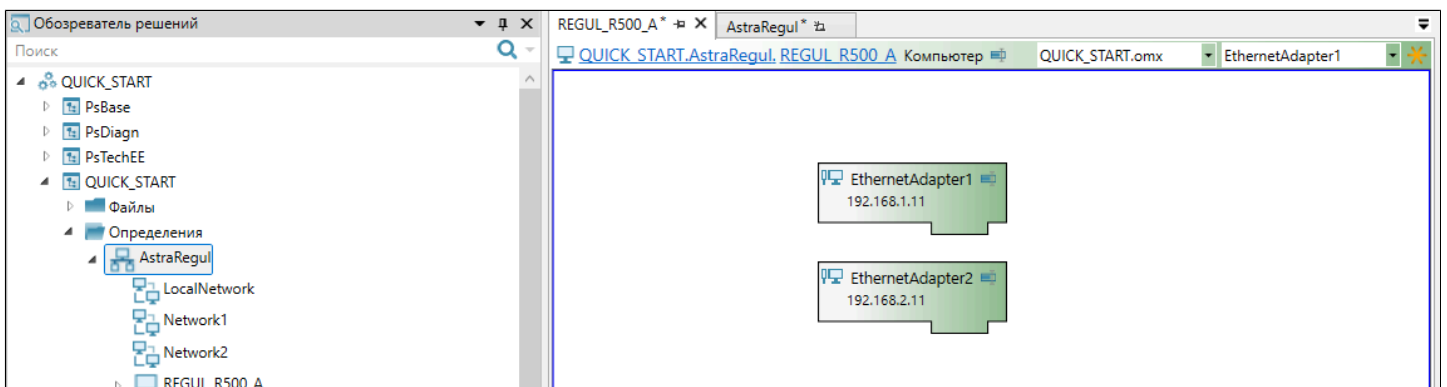 Обозреватель решений
Поиск
QUICK_START
PsBase
PsDiagn
PsTechEE
QUICK_START
Файлы
Определения
AstraRegul
LocalNetwork
Network1
Network2
REGUL_R500_A
REGUL_R500_A* AstraRegul*
QUICK_START.AstraRegul. REGUL_R500_A Компьютер QUICK_START.omx EthernetAdapter1
EthernetAdapter1
192.168.1.11
EthernetAdapter2
192.168.2.11